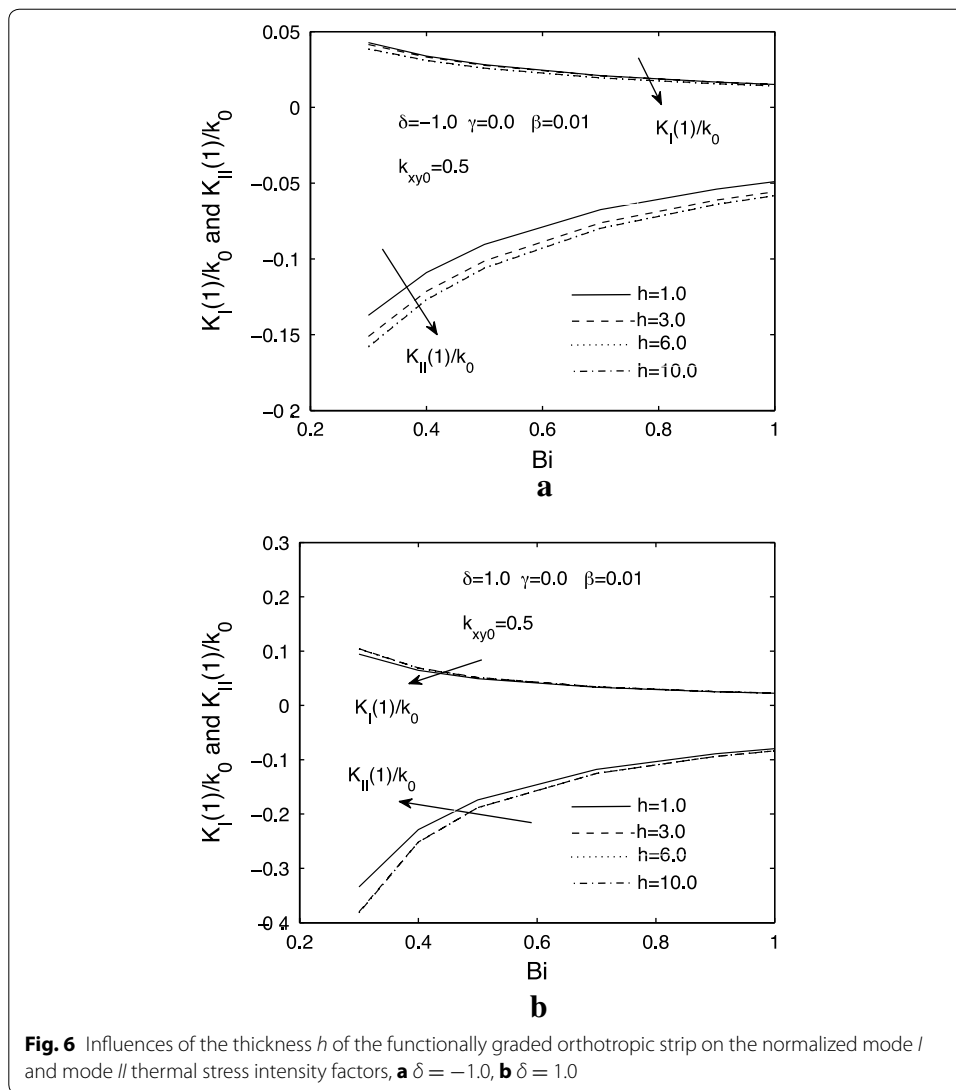 0.05
0
−0.05
−0.1
−0.15
−0 2
K_I(1)/k_0 and K_II(1)/k_0
δ=−1.0 γ=0.0 β=0.01
K_I(1)/k_0
k_xy0=0.5
K_II(1)/k_0
h=1.0
h=3.0
h=6.0
h=10.0
0.2 0.4 0.6 0.8 1
Bi
a
0.3
0.2
0.1
0
−0.1
−0.2
−0.3
−0 4
K_I(1)/k_0 and K_II(1)/k_0
δ=1.0 γ=0.0 β=0.01
k_xy0=0.5
K_I(1)/k_0
K_II(1)/k_0
h=1.0
h=3.0
h=6.0
h=10.0
0.2 0.4 0.6 0.8 1
Bi
b
Fig. 6 Influences of the thickness h of the functionally graded orthotropic strip on the normalized mode I
and mode II thermal stress intensity factors, a δ = −1.0, b δ = 1.0